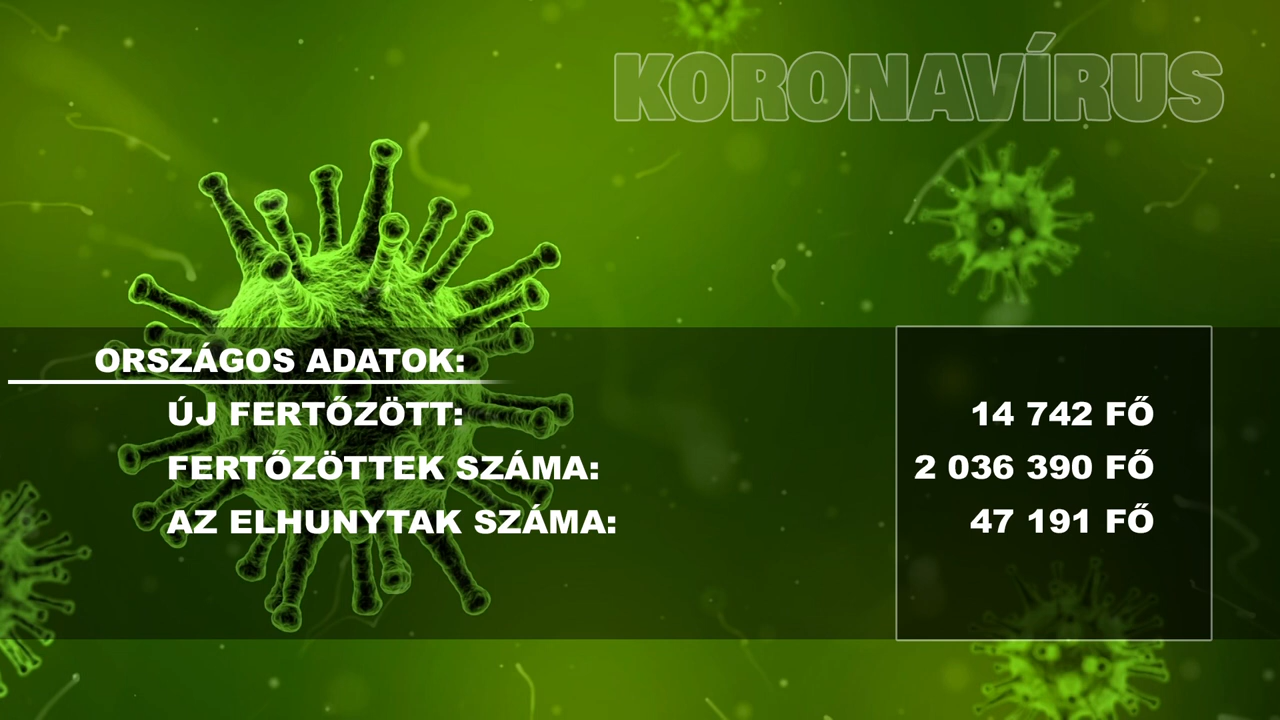 KORONAVÍRUS
ORSZÁGOS ADATOK:
ÚJ FERTŐZÖTT: 14 742 FŐ
FERTŐZÖTTEK SZÁMA: 2 036 390 FŐ
AZ ELHUNYTAK SZÁMA: 47 191 FŐ